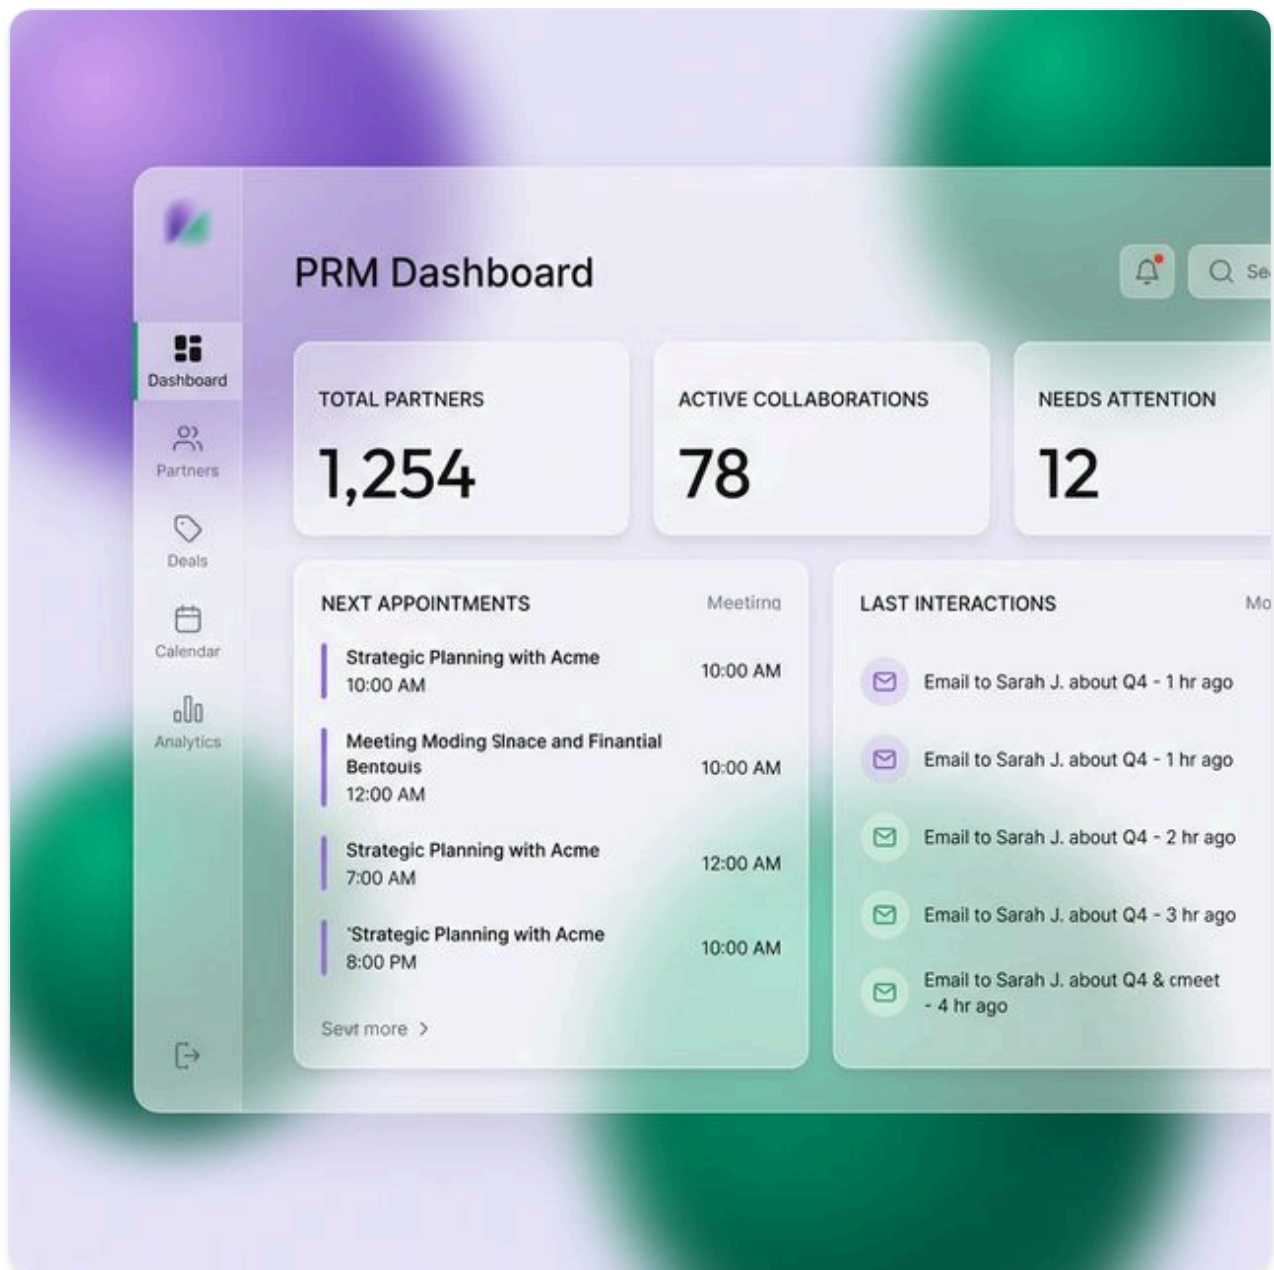 PRM Dashboard
Sea
Dashboard
Partners
Deals
Calendar
Analytics
TOTAL PARTNERS
1,254
ACTIVE COLLABORATIONS
78
NEEDS ATTENTION
12
NEXT APPOINTMENTS
Meetirng
Strategic Planning with Acme
10:00 AM
10:00 AM
Meeting Moding Slnace and Finantial
Bentouis
12:00 AM
10:00 AM
Strategic Planning with Acme
7:00 AM
12:00 AM
'Strategic Planning with Acme
8:00 PM
10:00 AM
Sevt more
LAST INTERACTIONS
Mo
Email to Sarah J. about Q4 - 1 hr ago
Email to Sarah J. about Q4 - 1 hr ago
Email to Sarah J. about Q4 - 2 hr ago
Email to Sarah J. about Q4 - 3 hr ago
Email to Sarah J. about Q4 & cmeet
- 4 hr ago